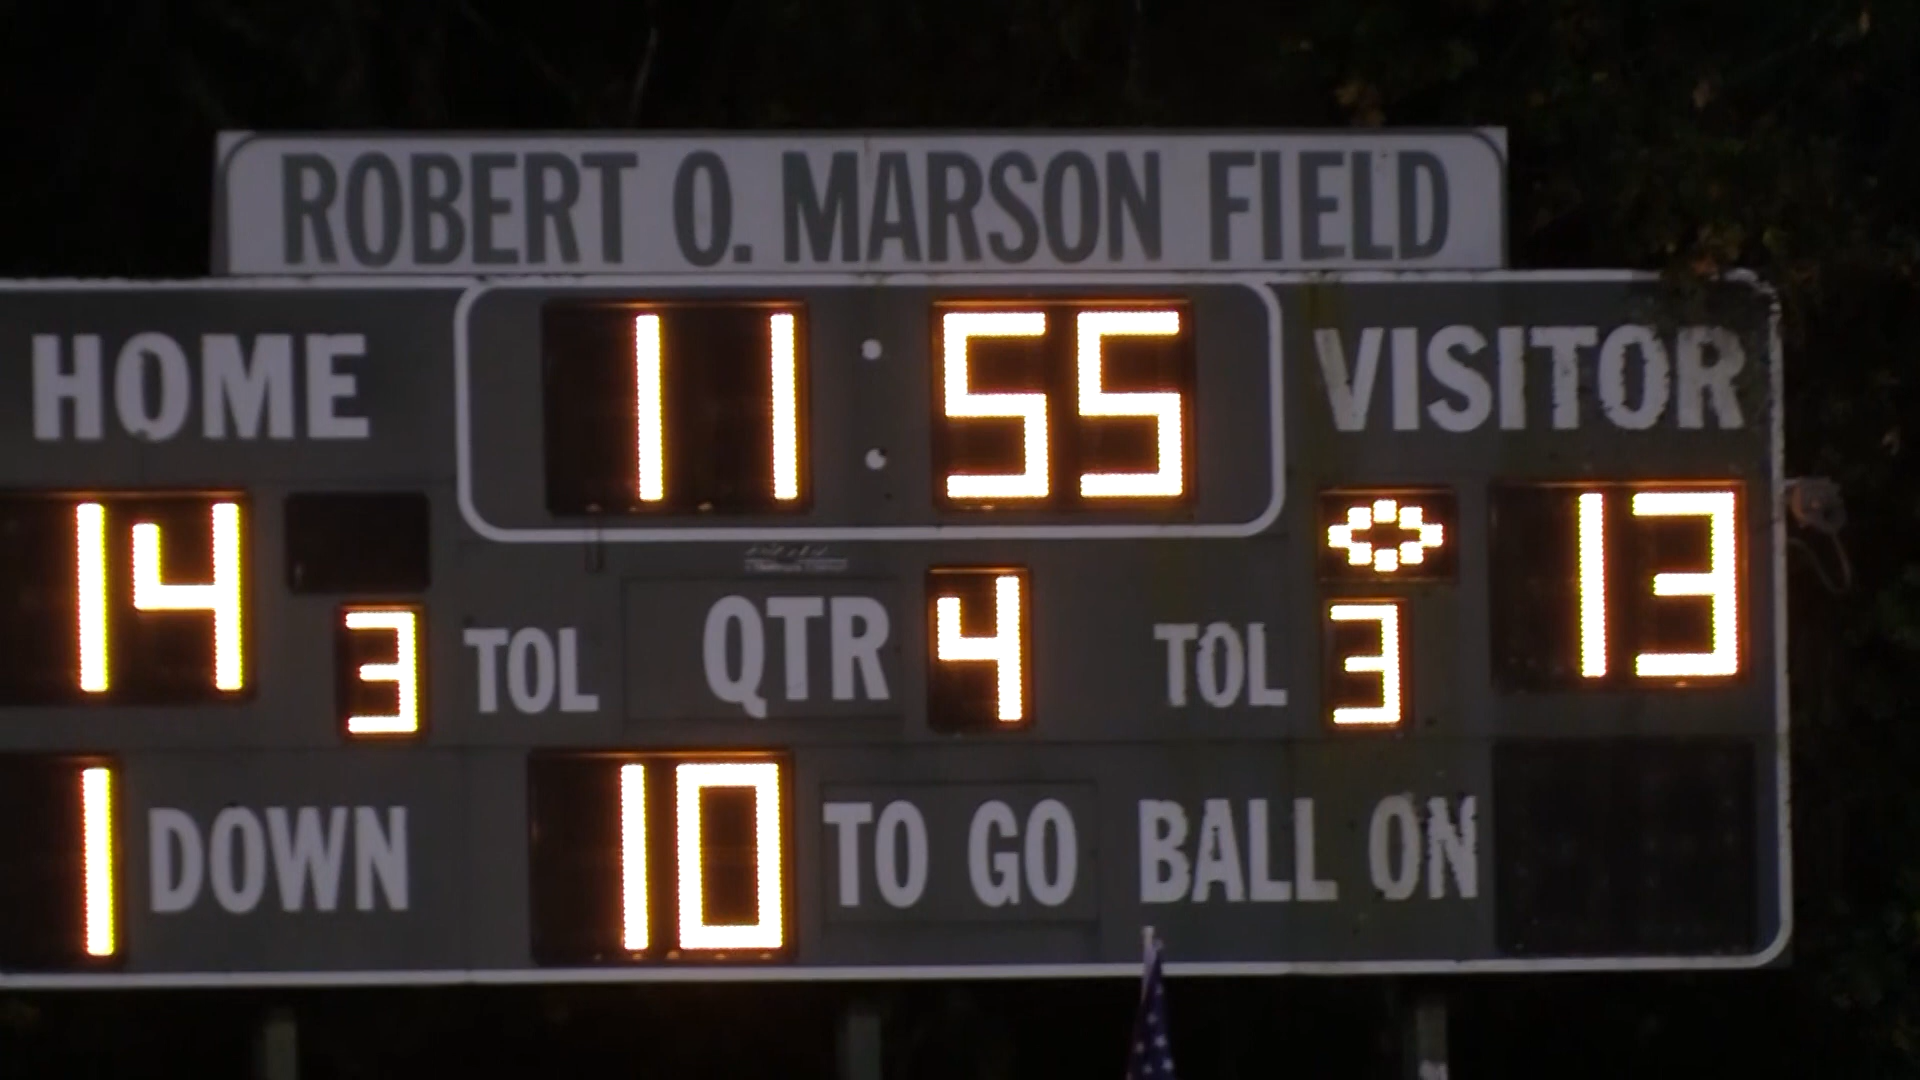 ROBERT O. MARSON FIELD
HOME 11:55 VISITOR
14 3 TOL QTR 4 TOL 3 13
1 DOWN 10 TO GO BALL ON